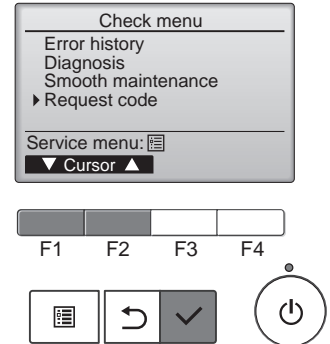 Check menu
Error history
Diagnosis
Smooth maintenance
Request code
Service menu:
▼ Cursor ▲
F1 F2 F3 F4